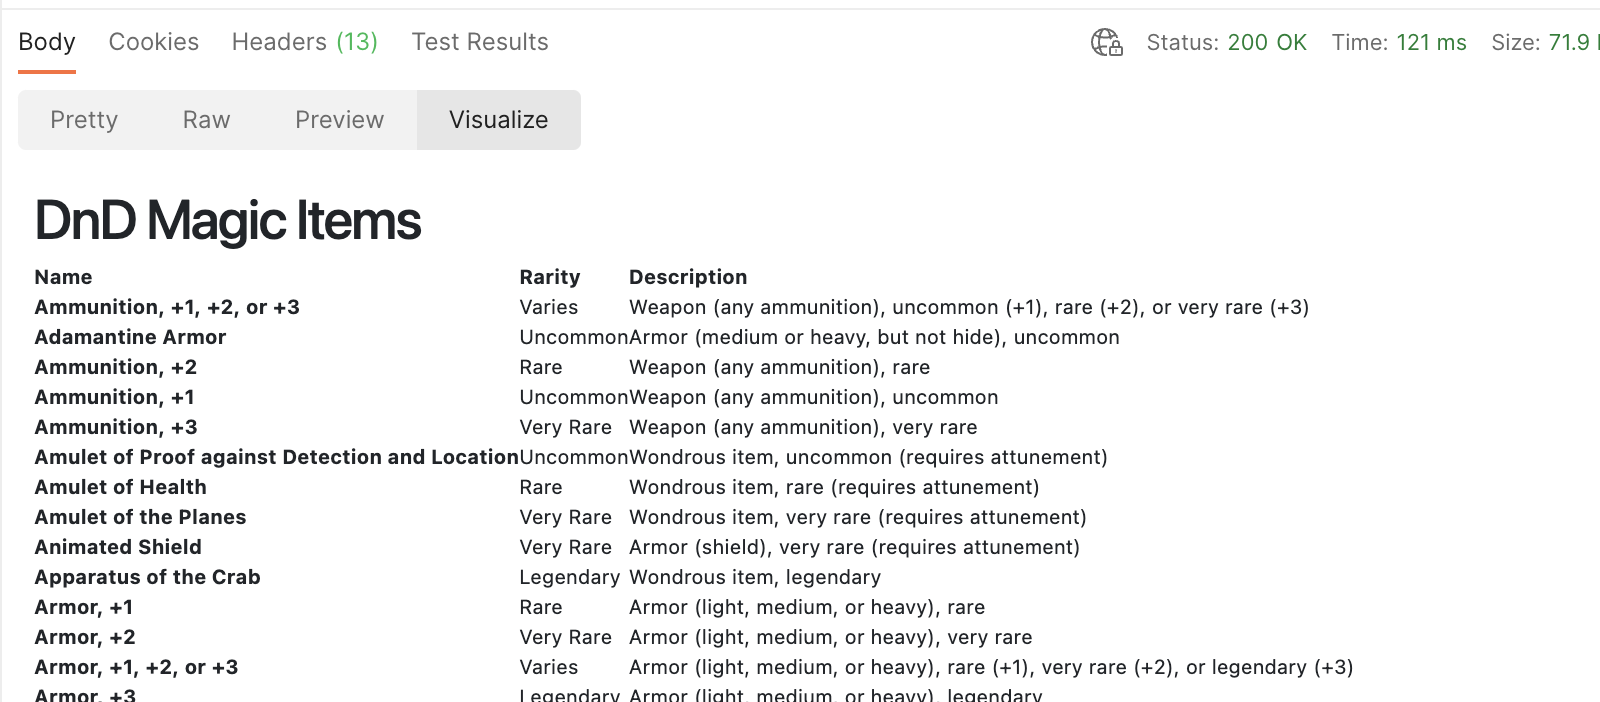 Body Cookies Headers (13) Test Results Status: 200 OK Time: 121 ms Size: 71.9
Pretty Raw Preview Visualize
DnD Magic Items
Name Rarity Description
Ammunition, +1, +2, or +3 Varies Weapon (any ammunition), uncommon (+1), rare (+2), or very rare (+3)
Adamantine Armor Uncommon Armor (medium or heavy, but not hide), uncommon
Ammunition, +2 Rare Weapon (any ammunition), rare
Ammunition, +1 Uncommon Weapon (any ammunition), uncommon
Ammunition, +3 Very Rare Weapon (any ammunition), very rare
Amulet of Proof against Detection and Location Uncommon Wondrous item, uncommon (requires attunement)
Amulet of Health Rare Wondrous item, rare (requires attunement)
Amulet of the Planes Very Rare Wondrous item, very rare (requires attunement)
Animated Shield Very Rare Armor (shield), very rare (requires attunement)
Apparatus of the Crab Legendary Wondrous item, legendary
Armor, +1 Rare Armor (light, medium, or heavy), rare
Armor, +2 Very Rare Armor (light, medium, or heavy), very rare
Armor, +1, +2, or +3 Varies Armor (light, medium, or heavy), rare (+1), very rare (+2), or legendary (+3)
Armor, +3 Legendary Armor (light, medium, or heavy), legendary